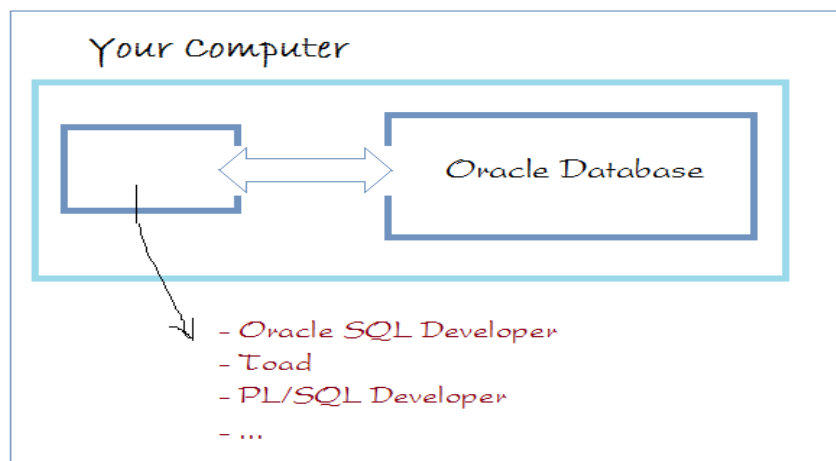 Your Computer
Oracle Database
- Oracle SQL Developer
- Toad
- PL/SQL Developer
- ...